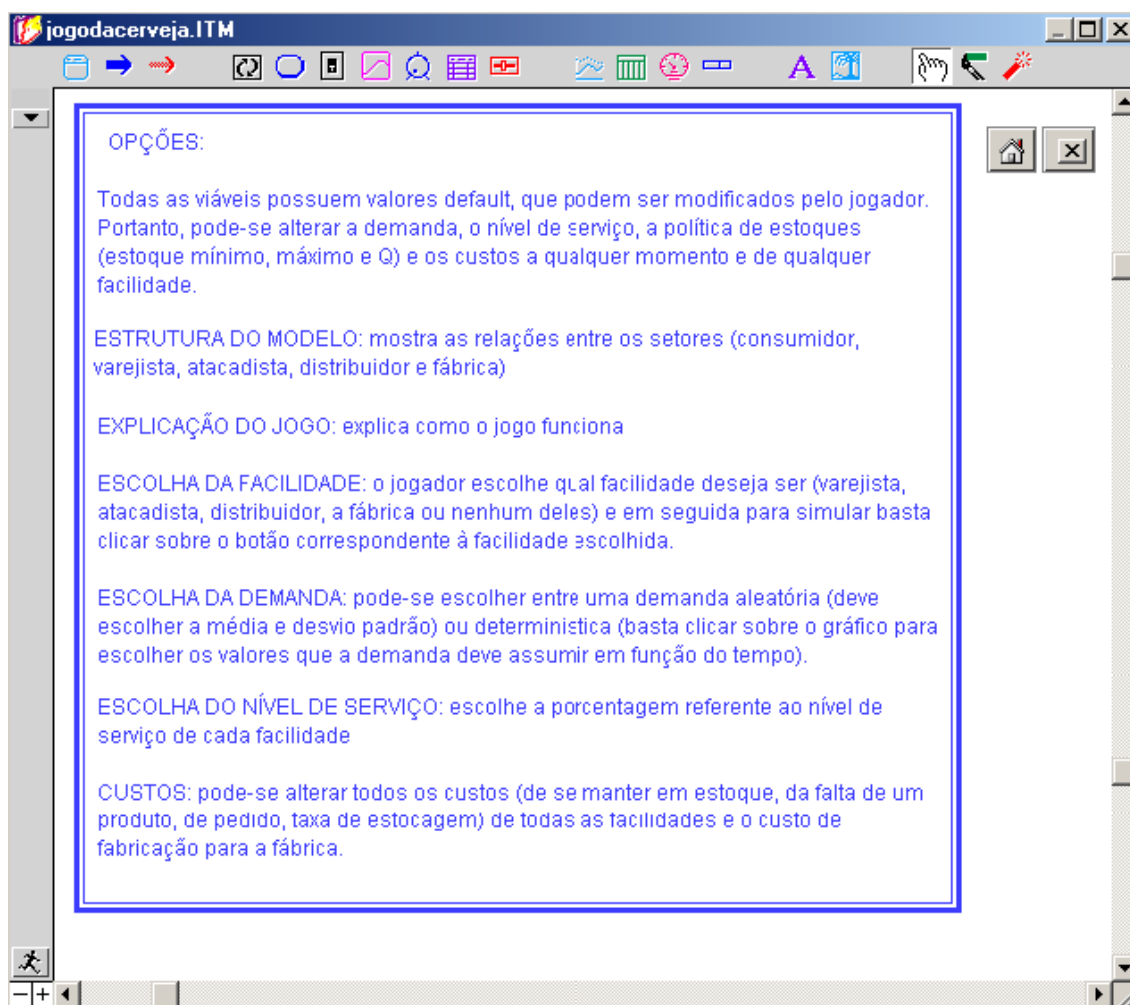 jogodacerveja.ITM
A
OPÇÕES:
Todas as viáveis possuem valores default, que podem ser modificados pelo jogador.
Portanto, pode-se alterar a demanda, o nível de serviço, a política de estoques
(estoque mínimo, máximo e Q) e os custos a qualquer momento e de qualquer
facilidade.
ESTRUTURA DO MODELO: mostra as relações entre os setores (consumidor,
varejista, atacadista, distribuidor e fábrica)
EXPLICAÇÃO DO JOGO: explica como o jogo funciona
ESCOLHA DA FACILIDADE: o jogador escolhe qual facilidade deseja ser (varejista,
atacadista, distribuidor, a fábrica ou nenhum deles) e em seguida para simular basta
clicar sobre o botão correspondente à facilidade escolhida.
ESCOLHA DA DEMANDA: pode-se escolher entre uma demanda aleatória (deve
escolher a média e desvio padrão) ou deterministica (basta clicar sobre o gráfico para
escolher os valores que a demanda deve assumir em função do tempo).
ESCOLHA DO NÍVEL DE SERVIÇO: escolhe a porcentagem referente ao nível de
serviço de cada facilidade
CUSTOS: pode-se alterar todos os custos (de se manter em estoque, da falta de um
produto, de pedido, taxa de estocagem) de todas as facilidades e o custo de
fabricação para a fábrica.